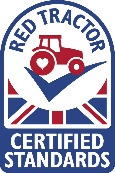 RED TRACTOR
CERTIFIED
STANDARDS